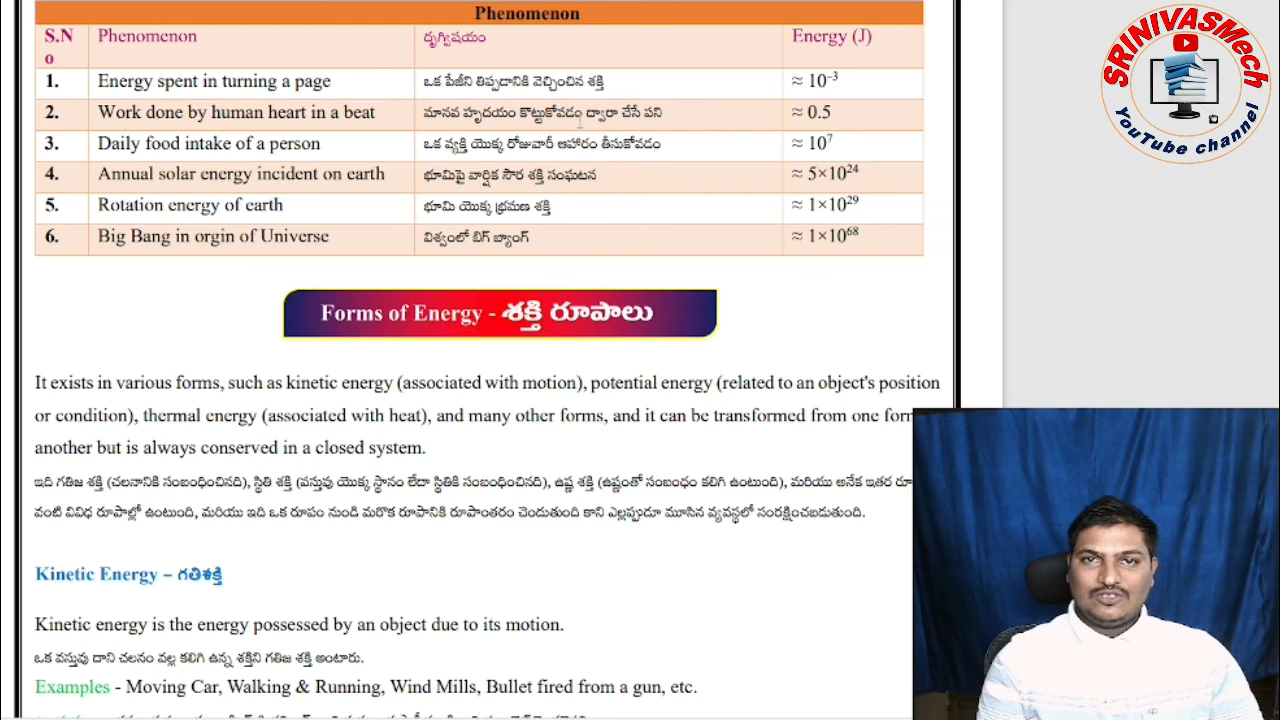 Phenomenon
S.N
o
Phenomenon
దృగ్విషయం
Energy (J)
1. Energy spent in turning a page ఒక పేజీని తిప్పడానికి వెచ్చించిన శక్తి ≈ 10⁻³
2. Work done by human heart in a beat మానవ హృదయం కొట్టుకోవడం ద్వారా చేసే పని ≈ 0.5
3. Daily food intake of a person ఒక వ్యక్తి యొక్క రోజువారీ ఆహారం తీసుకోవడం ≈ 10⁷
4. Annual solar energy incident on earth భూమిపై వార్షిక సౌర శక్తి సంఘటన ≈ 5×10²⁴
5. Rotation energy of earth భూమి యొక్క భ్రమణ శక్తి ≈ 1×10²⁹
6. Big Bang in orgin of Universe విశ్వంలో బిగ్ బ్యాంగ్ ≈ 1×10⁶⁸
SRINIVASMech
YouTube channel
Forms of Energy - శక్తి రూపాలు
It exists in various forms, such as kinetic energy (associated with motion), potential energy (related to an object's position
or condition), thermal energy (associated with heat), and many other forms, and it can be transformed from one form
another but is always conserved in a closed system.
ఇది గతిజ శక్తి (చలనానికి సంబంధించినది), స్థితి శక్తి (వస్తువు యొక్క స్థానం లేదా స్థితికి సంబంధించినది), ఉష్ణ శక్తి (ఉష్ణంతో సంబంధం కలిగి ఉంటుంది), మరియు అనేక ఇతర
వంటి వివిధ రూపాల్లో ఉంటుంది, మరియు ఇది ఒక రూపం నుండి మరొక రూపానికి రూపాంతరం చెందుతుంది కాని ఎల్లప్పుడూ మూసిన వ్యవస్థలో సంరక్షించబడుతుంది.
Kinetic Energy – గతిశక్తి
Kinetic energy is the energy possessed by an object due to its motion.
ఒక వస్తువు దాని చలనం వల్ల కలిగి ఉన్న శక్తిని గతిజ శక్తి అంటారు.
Examples - Moving Car, Walking & Running, Wind Mills, Bullet fired from a gun, etc.